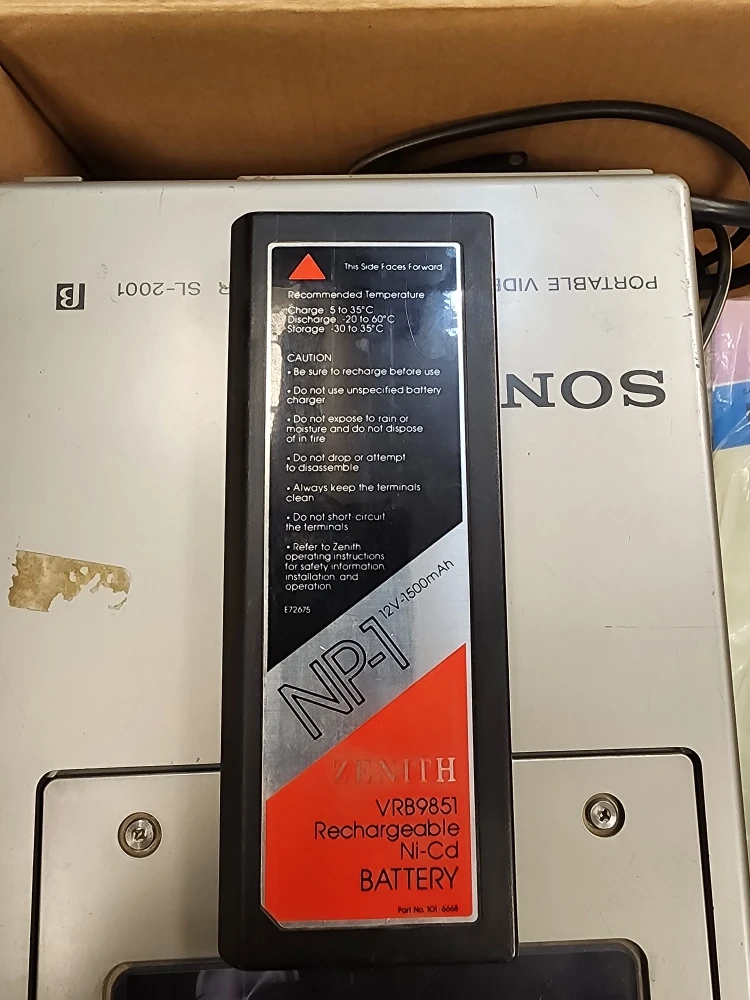 This Side Faces Forward
Recommended Temperature
Charge 5 to 35°C
Discharge -20 to 60°C
Storage -30 to 35°C
CAUTION
• Be sure to recharge before use
• Do not use unspecified battery
charger
• Do not expose to rain or
moisture and do not dispose
of in fire
• Do not drop or attempt
to disassemble
• Always keep the terminals
clean
• Do not short-circuit
the terminals
• Refer to Zenith
operating instructions
for safety information,
installation, and
operation
E72675
NP-1 12V-1500mAh
ZENITH
VRB9851
Rechargeable
Ni-Cd
BATTERY
Part No. 101-6668
SON
PORTABLE VIDE
R SL-2001
β